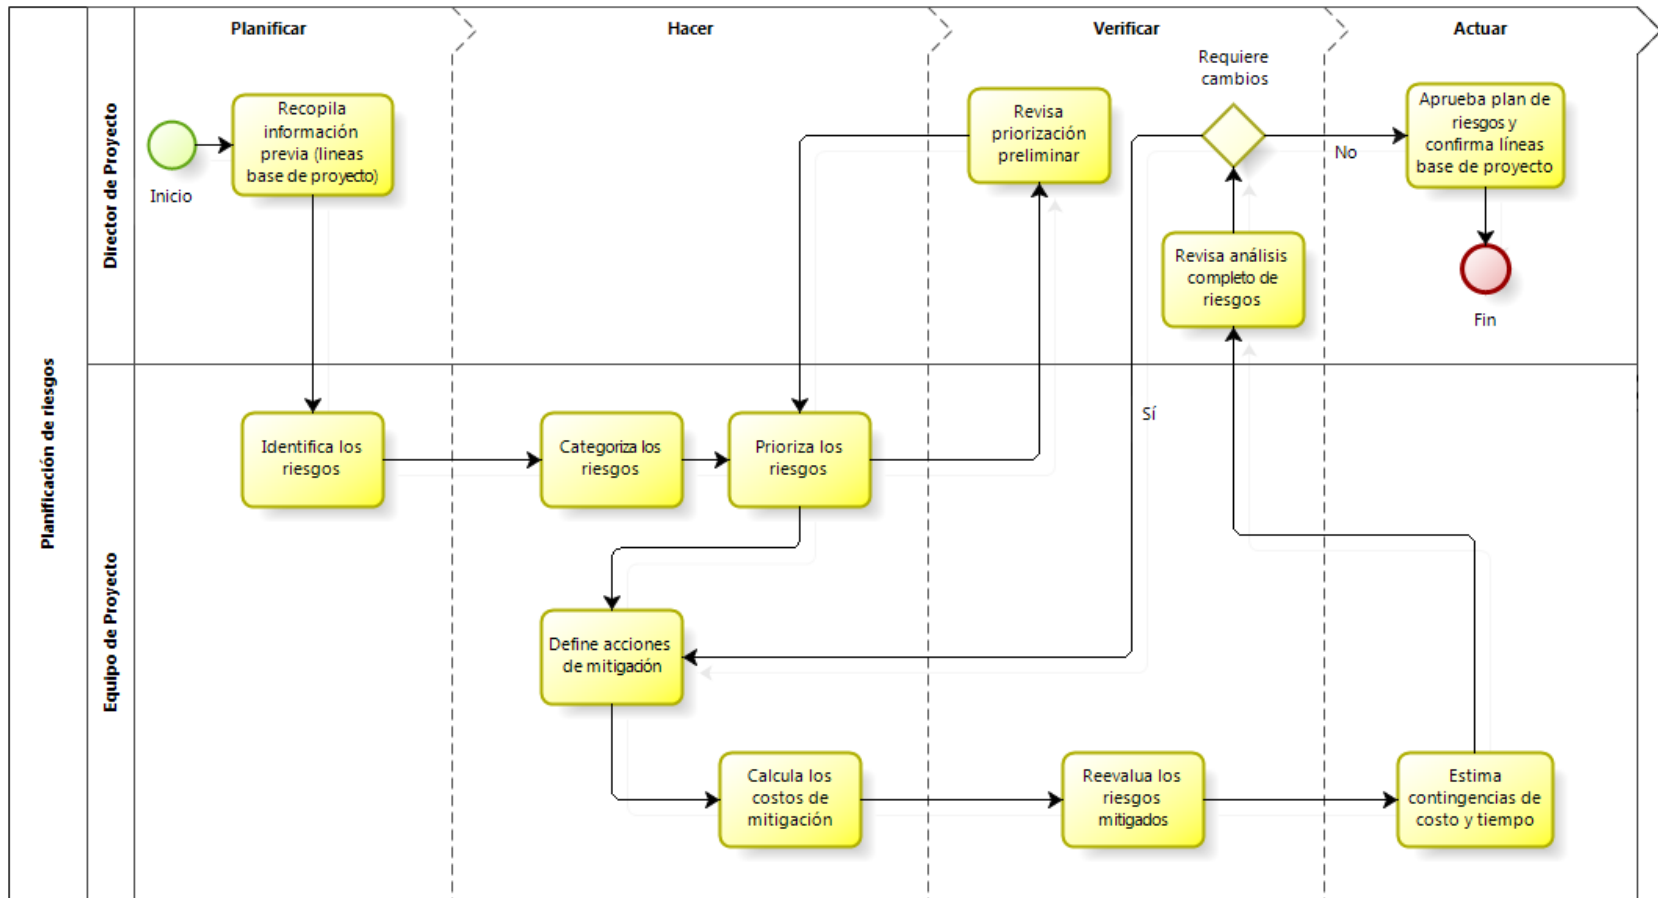 Planificar
Hacer
Verificar
Actuar
Planificación de riesgos
Director de Proyecto
Inicio
Recopila
información
previa (lineas
base de proyecto)
Revisa
priorización
preliminar
Requiere
cambios
No
Aprueba plan de
riesgos y
confirma líneas
base de proyecto
Revisa análisis
completo de
riesgos
Fin
Equipo de Proyecto
Identifica los
riesgos
Categoriza los
riesgos
Prioriza los
riesgos
Sí
Define acciones
de mitigación
Calcula los
costos de
mitigación
Reevalua los
riesgos
mitigados
Estima
contingencias de
costo y tiempo